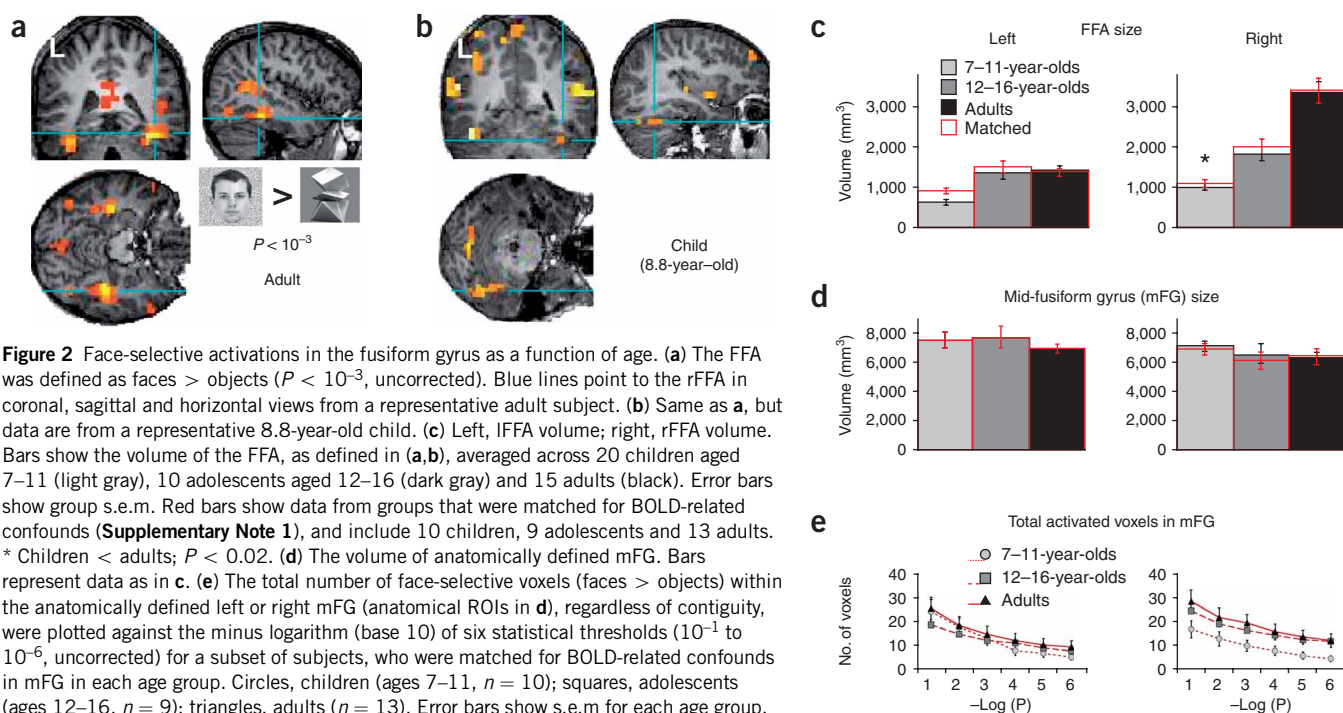 a
L
>
P < 10⁻³
Adult
b
L
Child
(8.8-year–old)
c
FFA size
Left
Right
7–11-year-olds
12–16-year-olds
Adults
Matched
Volume (mm³)
3,000
2,000
1,000
0
3,000
2,000
1,000
0
*
d
Mid-fusiform gyrus (mFG) size
Volume (mm³)
8,000
6,000
4,000
2,000
0
8,000
6,000
4,000
2,000
0
e
Total activated voxels in mFG
7–11-year-olds
12–16-year-olds
Adults
No. of voxels
40
30
20
10
0
1 2 3 4 5 6
–Log (P)
40
30
20
10
0
1 2 3 4 5 6
–Log (P)
Figure 2 Face-selective activations in the fusiform gyrus as a function of age. (a) The FFA
was defined as faces > objects (P < 10⁻³, uncorrected). Blue lines point to the rFFA in
coronal, sagittal and horizontal views from a representative adult subject. (b) Same as a, but
data are from a representative 8.8-year-old child. (c) Left, lFFA volume; right, rFFA volume.
Bars show the volume of the FFA, as defined in (a,b), averaged across 20 children aged
7–11 (light gray), 10 adolescents aged 12–16 (dark gray) and 15 adults (black). Error bars
show group s.e.m. Red bars show data from groups that were matched for BOLD-related
confounds (Supplementary Note 1), and include 10 children, 9 adolescents and 13 adults.
* Children < adults; P < 0.02. (d) The volume of anatomically defined mFG. Bars
represent data as in c. (e) The total number of face-selective voxels (faces > objects) within
the anatomically defined left or right mFG (anatomical ROIs in d), regardless of contiguity,
were plotted against the minus logarithm (base 10) of six statistical thresholds (10⁻¹ to
10⁻⁶, uncorrected) for a subset of subjects, who were matched for BOLD-related confounds
in mFG in each age group. Circles, children (ages 7–11, n = 10); squares, adolescents
(ages 12–16, n = 9); triangles, adults (n = 13). Error bars show s.e.m for each age group.